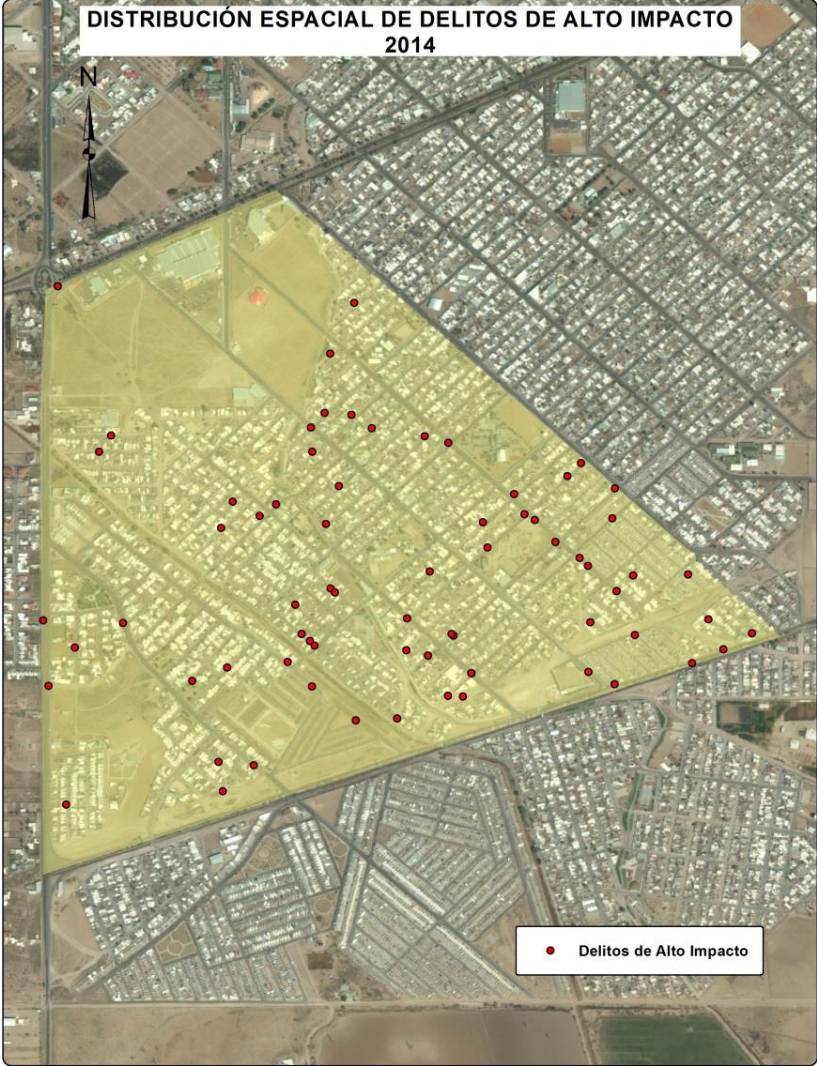 DISTRIBUCIÓN ESPACIAL DE DELITOS DE ALTO IMPACTO
2014
N
Delitos de Alto Impacto